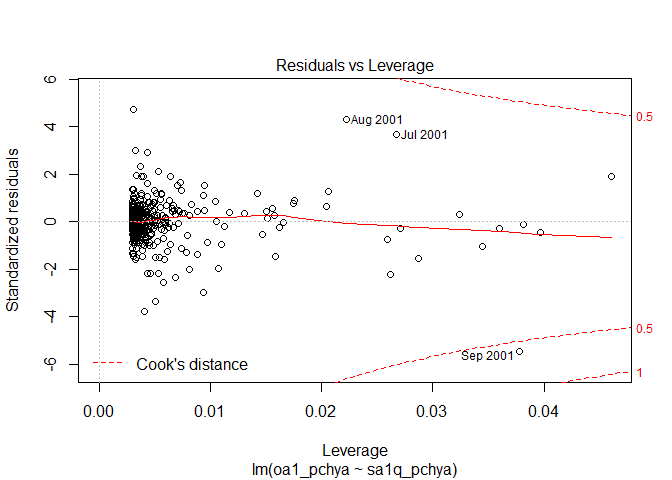 Residuals vs Leverage
Standardized residuals
6
4
2
0
-2
-4
-6
Aug 2001
Jul 2001
Sep 2001
0.5
0.5
1
Cook's distance
0.00
0.01
0.02
0.03
0.04
Leverage
lm(oa1_pchya ~ sa1q_pchya)